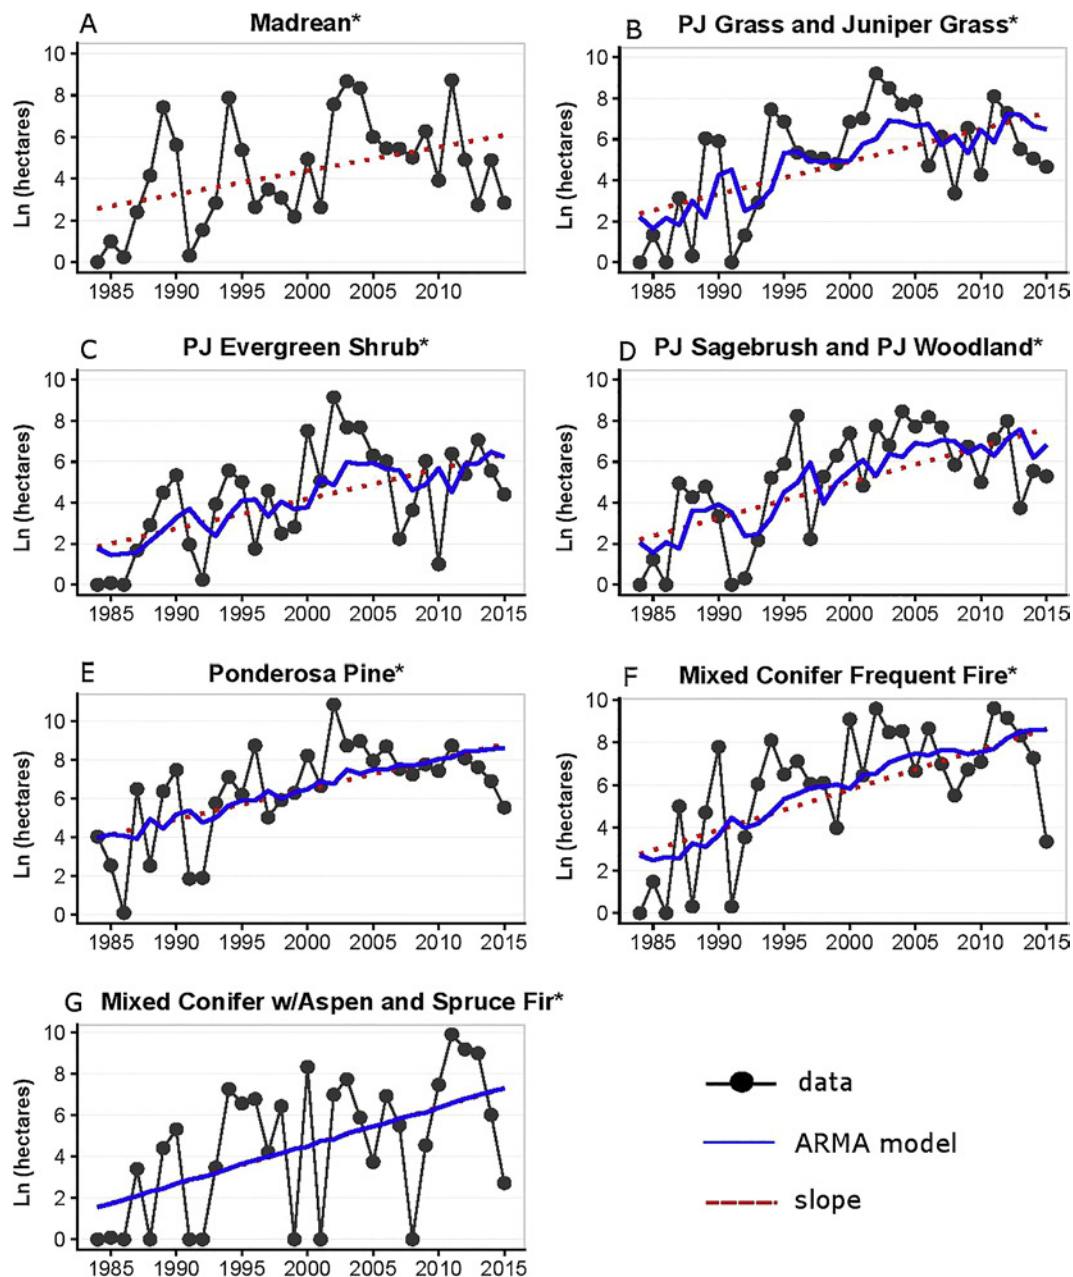 A Madrean*
Ln (hectares)
10
8
6
4
2
0
1985 1990 1995 2000 2005 2010
B PJ Grass and Juniper Grass*
Ln (hectares)
10
8
6
4
2
0
1985 1990 1995 2000 2005 2010 2015
C PJ Evergreen Shrub*
Ln (hectares)
10
8
6
4
2
0
1985 1990 1995 2000 2005 2010 2015
D PJ Sagebrush and PJ Woodland*
Ln (hectares)
10
8
6
4
2
0
1985 1990 1995 2000 2005 2010 2015
E Ponderosa Pine*
Ln (hectares)
10
8
6
4
2
0
1985 1990 1995 2000 2005 2010 2015
F Mixed Conifer Frequent Fire*
Ln (hectares)
10
8
6
4
2
0
1985 1990 1995 2000 2005 2010 2015
G Mixed Conifer w/Aspen and Spruce Fir*
Ln (hectares)
10
8
6
4
2
0
1985 1990 1995 2000 2005 2010 2015
data
ARMA model
slope